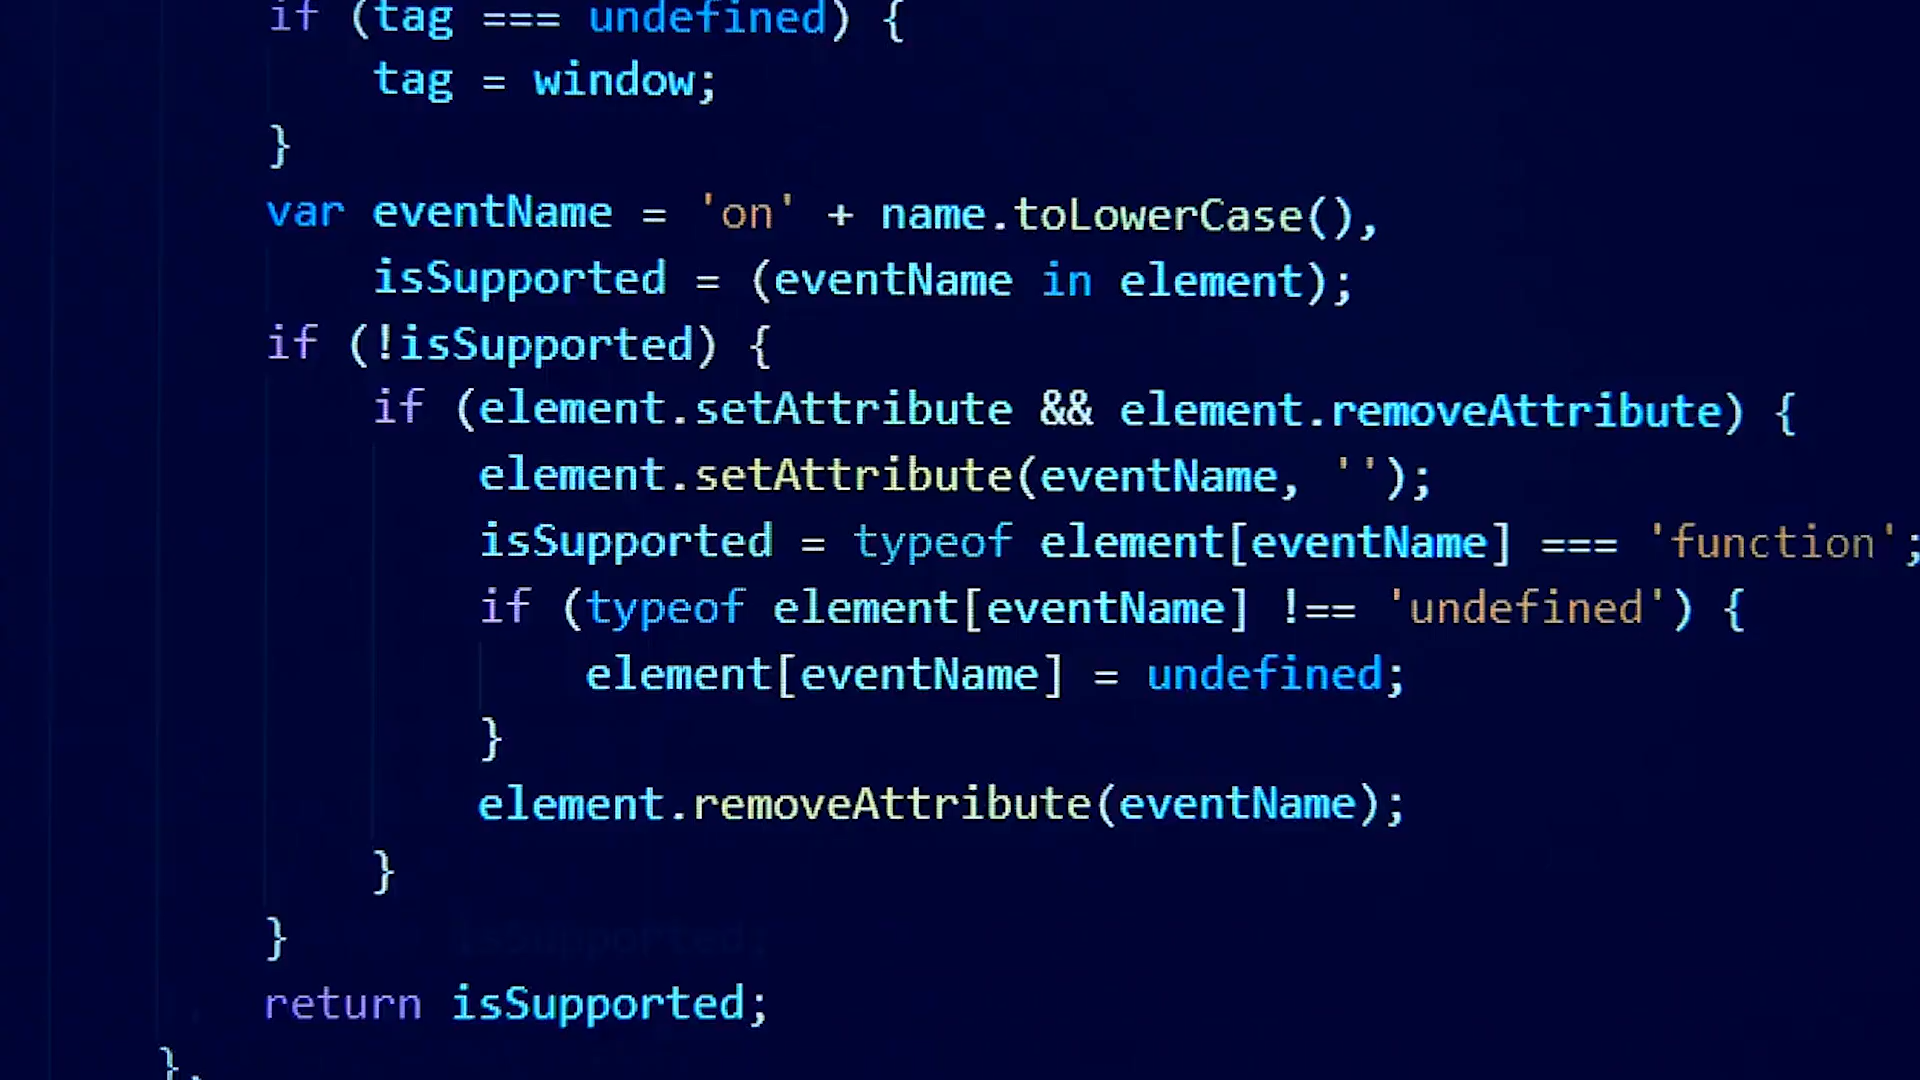 if (tag === undefined) {
tag = window;
}
var eventName = 'on' + name.toLowerCase(),
isSupported = (eventName in element);
if (!isSupported) {
if (element.setAttribute && element.removeAttribute) {
element.setAttribute(eventName, '');
isSupported = typeof element[eventName] === 'function';
if (typeof element[eventName] !== 'undefined') {
element[eventName] = undefined;
}
element.removeAttribute(eventName);
}
}
return isSupported;
},